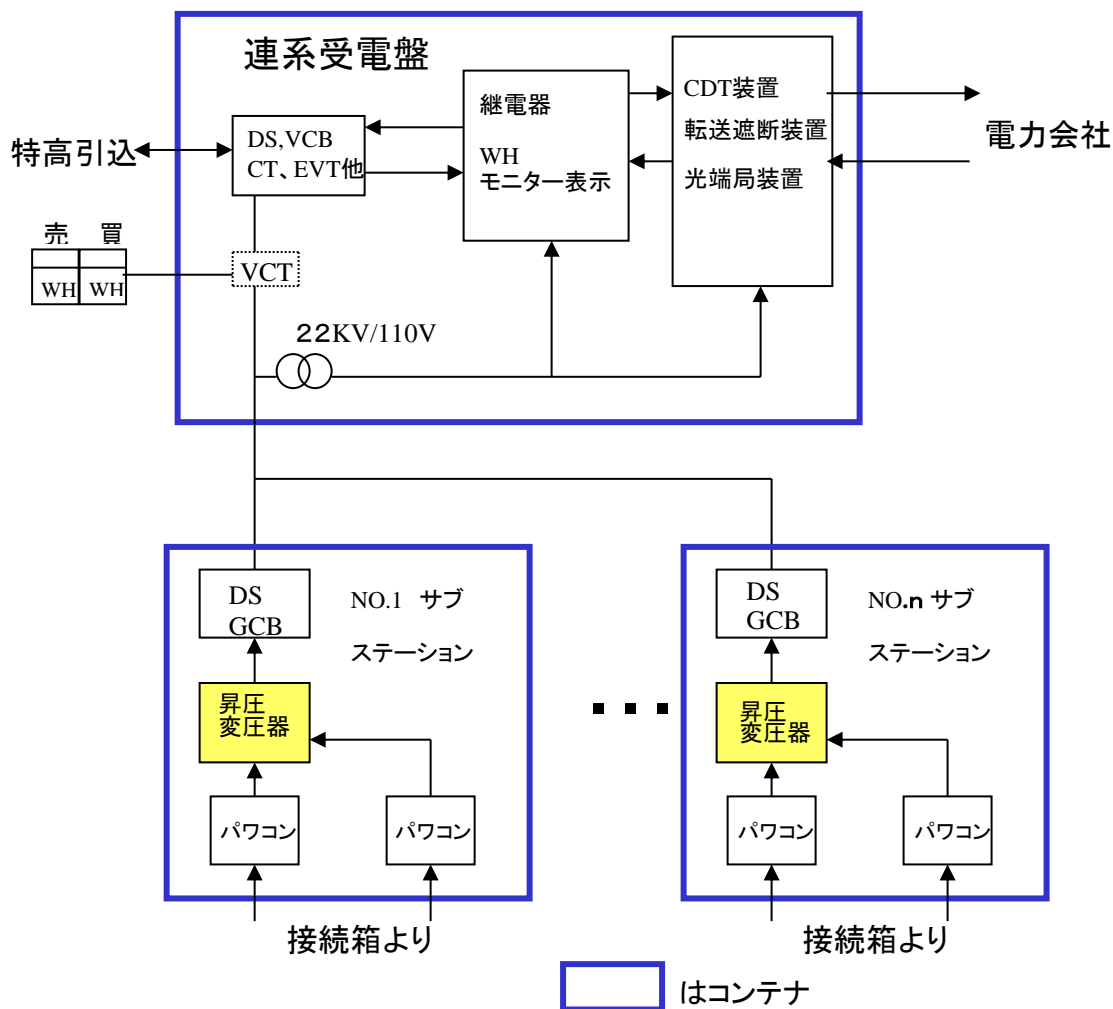 連系受電盤
特高引込
DS,VCB
CT、EVT他
継電器
WH
モニター表示
CDT装置
転送遮断装置
光端局装置
電力会社
売 買
WH WH
VCT
22KV/110V
DS
GCB
NO.1 サブ
ステーション
昇圧
変圧器
パワコン
パワコン
接続箱より
DS
GCB
NO.n サブ
ステーション
昇圧
変圧器
パワコン
パワコン
接続箱より
はコンテナ